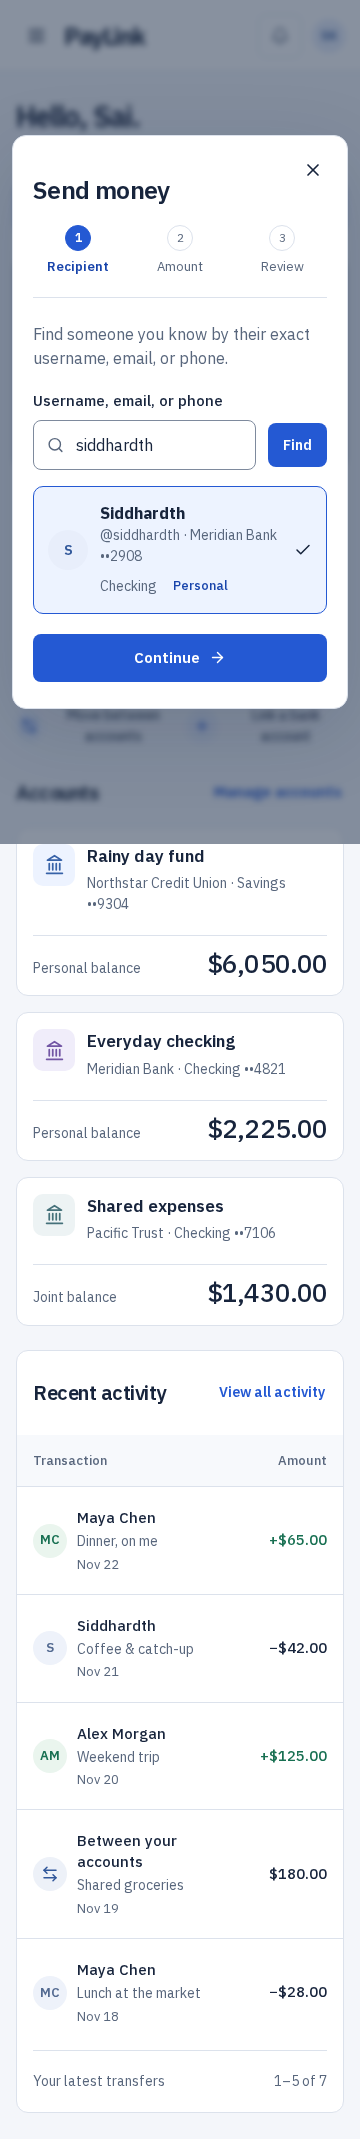 PayLink
Hello, Sai.
Send money
1
2
3
Recipient
Amount
Review
Find someone you know by their exact
username, email, or phone.
Username, email, or phone
siddhardth
Find
S
Siddhardth
@siddhardth · Meridian Bank
••2908
Checking
Personal
Continue
Move between
accounts
Link a bank
account
Accounts
Manage accounts
Rainy day fund
Northstar Credit Union · Savings
••9304
Personal balance
$6,050.00
Everyday checking
Meridian Bank · Checking ••4821
Personal balance
$2,225.00
Shared expenses
Pacific Trust · Checking ••7106
Joint balance
$1,430.00
Recent activity
View all activity
Transaction
Amount
MC
Maya Chen
Dinner, on me
Nov 22
+$65.00
S
Siddhardth
Coffee & catch-up
Nov 21
−$42.00
AM
Alex Morgan
Weekend trip
Nov 20
+$125.00
Between your
accounts
Shared groceries
Nov 19
$180.00
MC
Maya Chen
Lunch at the market
Nov 18
−$28.00
Your latest transfers
1–5 of 7